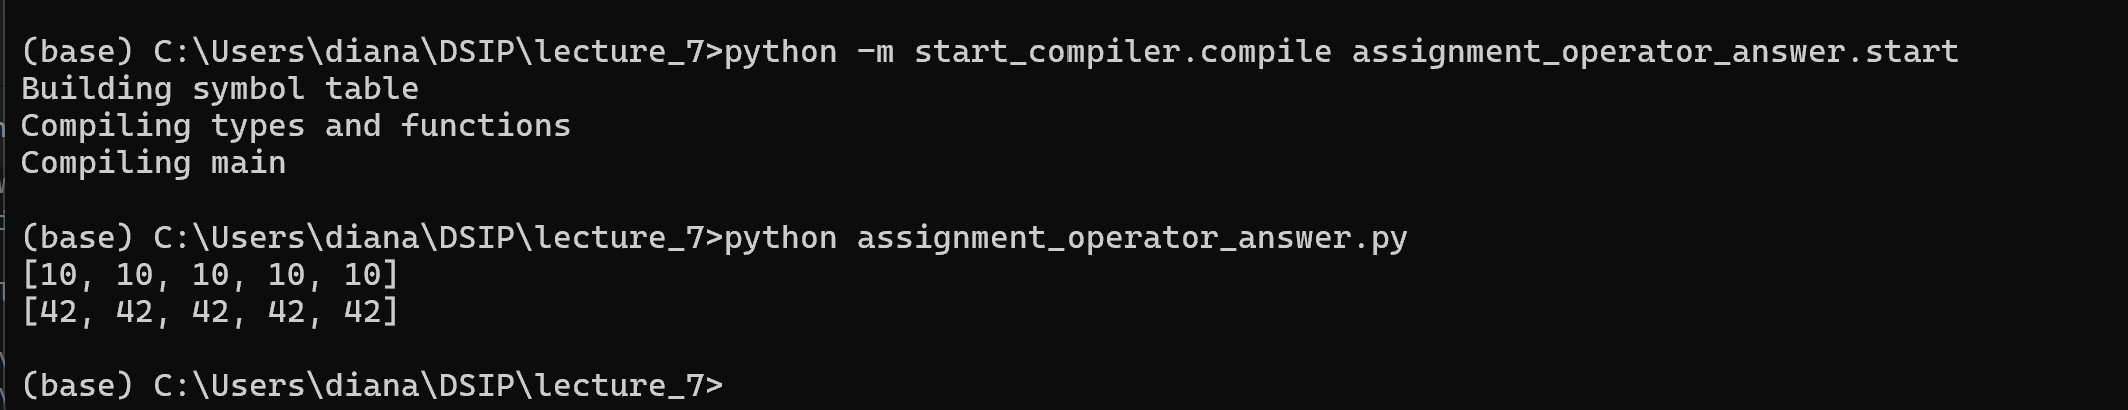 (base) C:\Users\diana\DSIP\lecture_7>python -m start_compiler.compile assignment_operator_answer.start
Building symbol table
Compiling types and functions
Compiling main
(base) C:\Users\diana\DSIP\lecture_7>python assignment_operator_answer.py
[10, 10, 10, 10, 10]
[42, 42, 42, 42, 42]
(base) C:\Users\diana\DSIP\lecture_7>